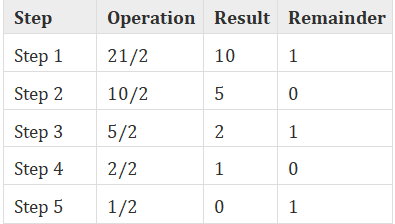 Step Operation Result Remainder
Step 1 21/2 10 1
Step 2 10/2 5 0
Step 3 5/2 2 1
Step 4 2/2 1 0
Step 5 1/2 0 1